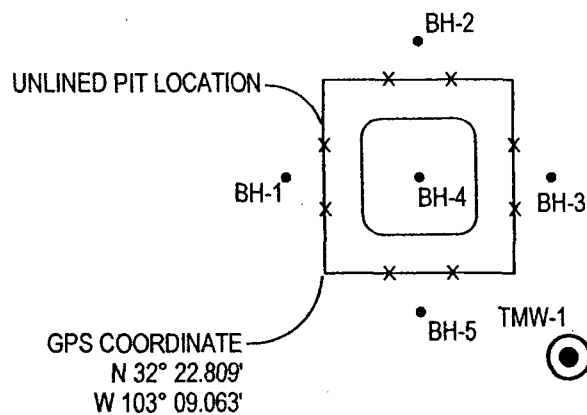 BH-2
UNLINED PIT LOCATION
BH-1
BH-4
BH-3
BH-5
TMW-1
GPS COORDINATE
N 32° 22.809'
W 103° 09.063'